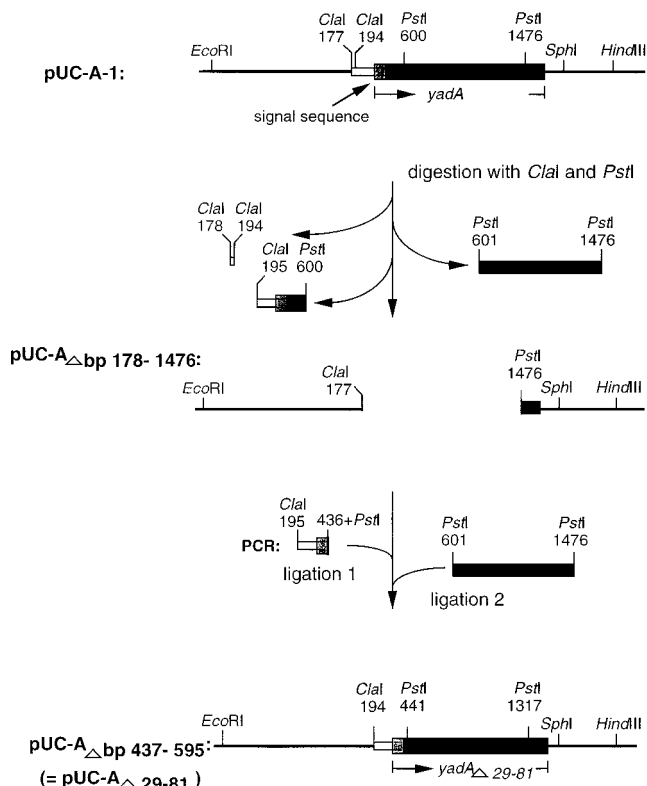 ClaI ClaI PstI PstI
177 194 600 1476
EcoRI SphI HindIII
pUC-A-1:
yadA
signal sequence
digestion with ClaI and PstI
ClaI ClaI
178 194
ClaI PstI
195 600
PstI PstI
601 1476
pUC-A△bp 178- 1476:
EcoRI ClaI
177
PstI
1476
SphI HindIII
ClaI
195 436+PstI
PCR:
ligation 1
PstI PstI
601 1476
ligation 2
ClaI PstI PstI
194 441 1317
EcoRI SphI HindIII
pUC-A△bp 437- 595:
(= pUC-A△ 29-81 )
yadA△ 29-81